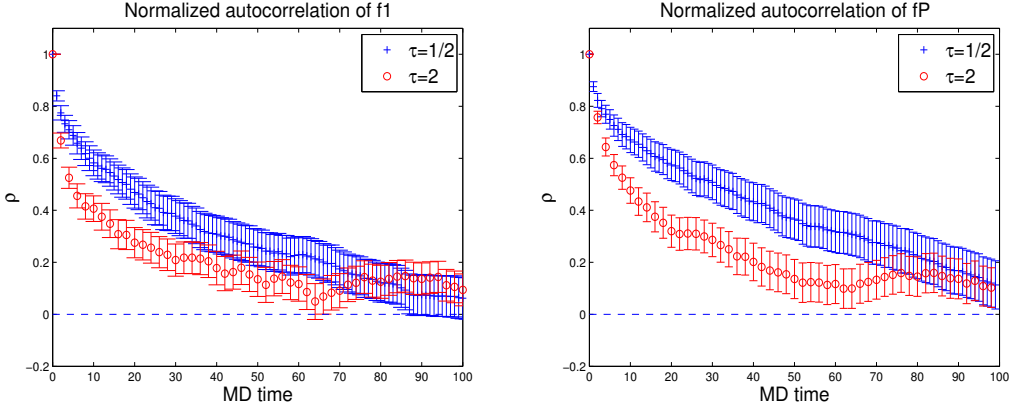 Normalized autocorrelation of f1
1
0.8
0.6
0.4
0.2
0
−0.2
ρ
0 10 20 30 40 50 60 70 80 90 100
MD time
τ=1/2
τ=2
Normalized autocorrelation of fP
1
0.8
0.6
0.4
0.2
0
−0.2
ρ
0 10 20 30 40 50 60 70 80 90 100
MD time
τ=1/2
τ=2